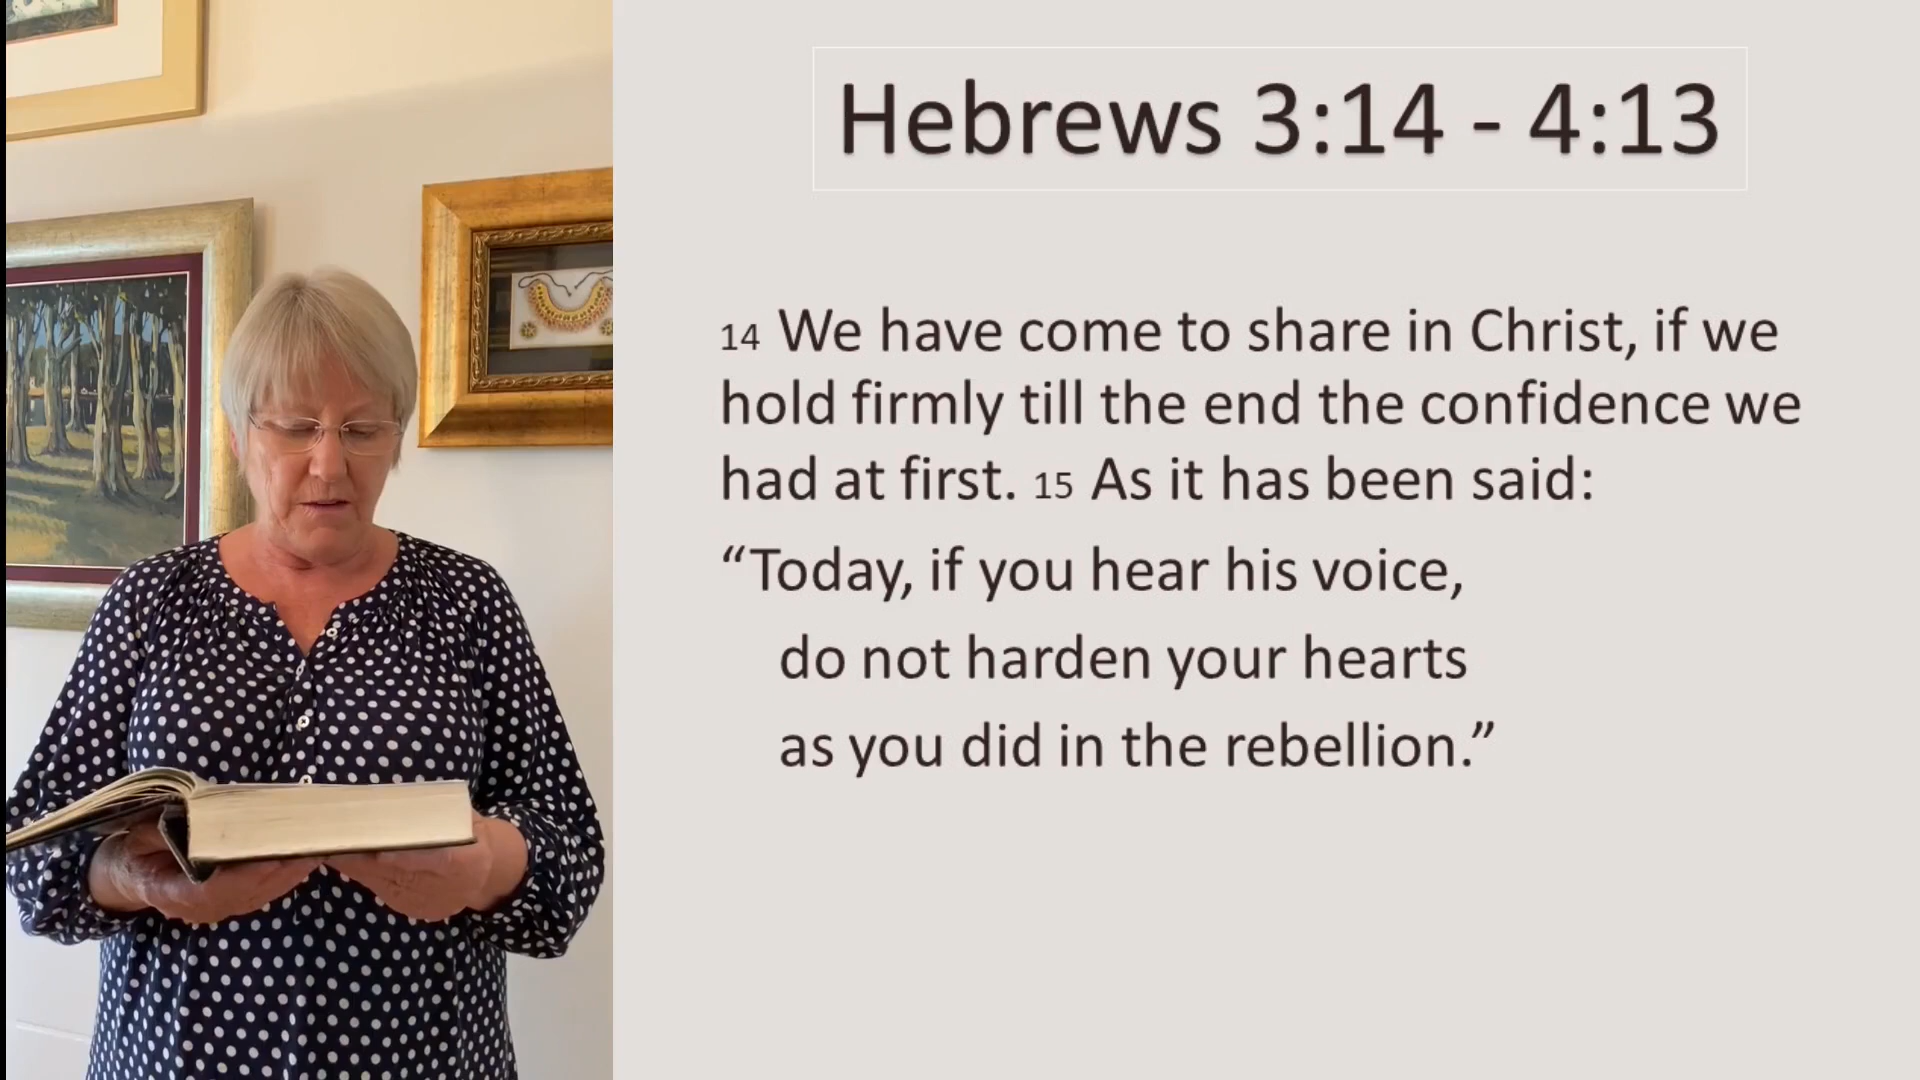 Hebrews 3:14 - 4:13
14 We have come to share in Christ, if we
hold firmly till the end the confidence we
had at first. 15 As it has been said:
“Today, if you hear his voice,
do not harden your hearts
as you did in the rebellion.”